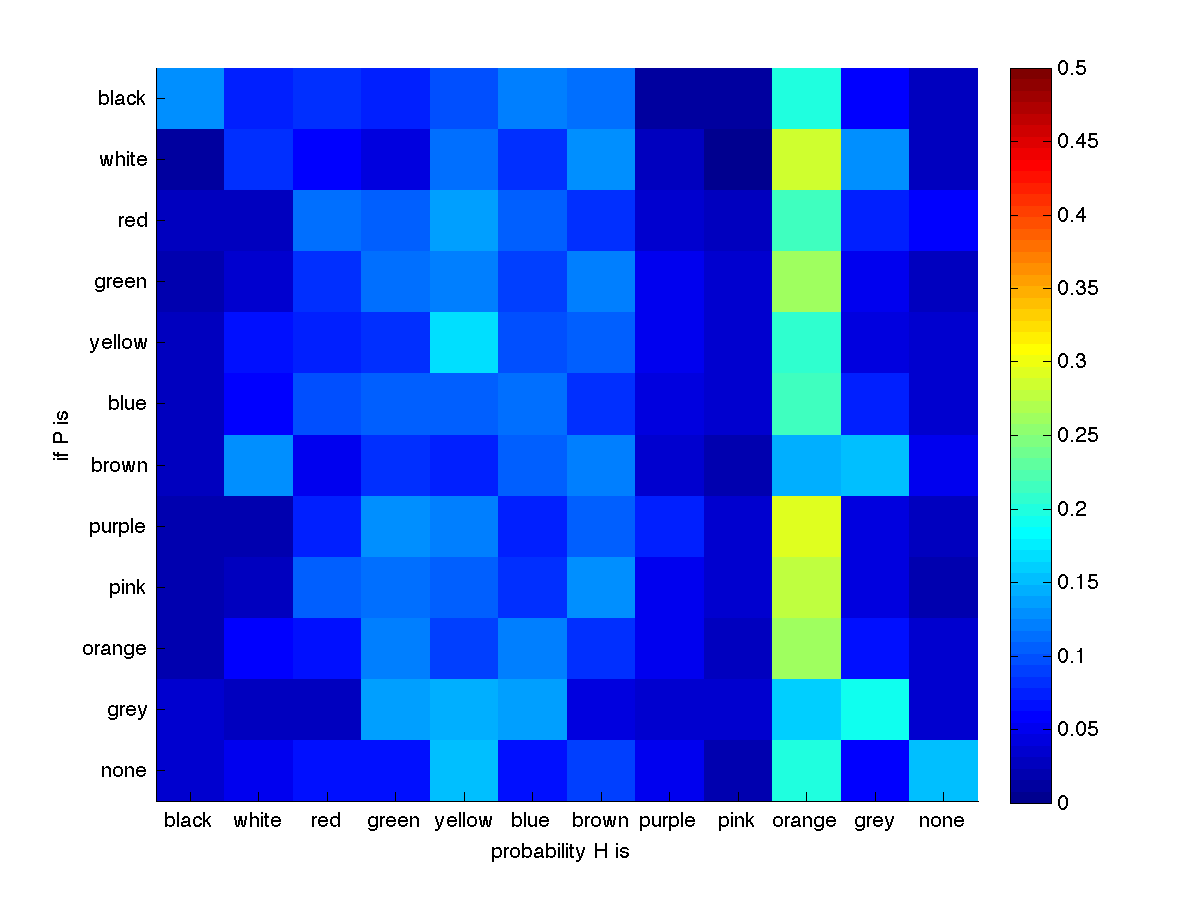 black
white
red
green
yellow
blue
brown
purple
pink
orange
grey
none
if P is
black white red green yellow blue brown purple pink orange grey none
probability H is
0.5
0.45
0.4
0.35
0.3
0.25
0.2
0.15
0.1
0.05
0